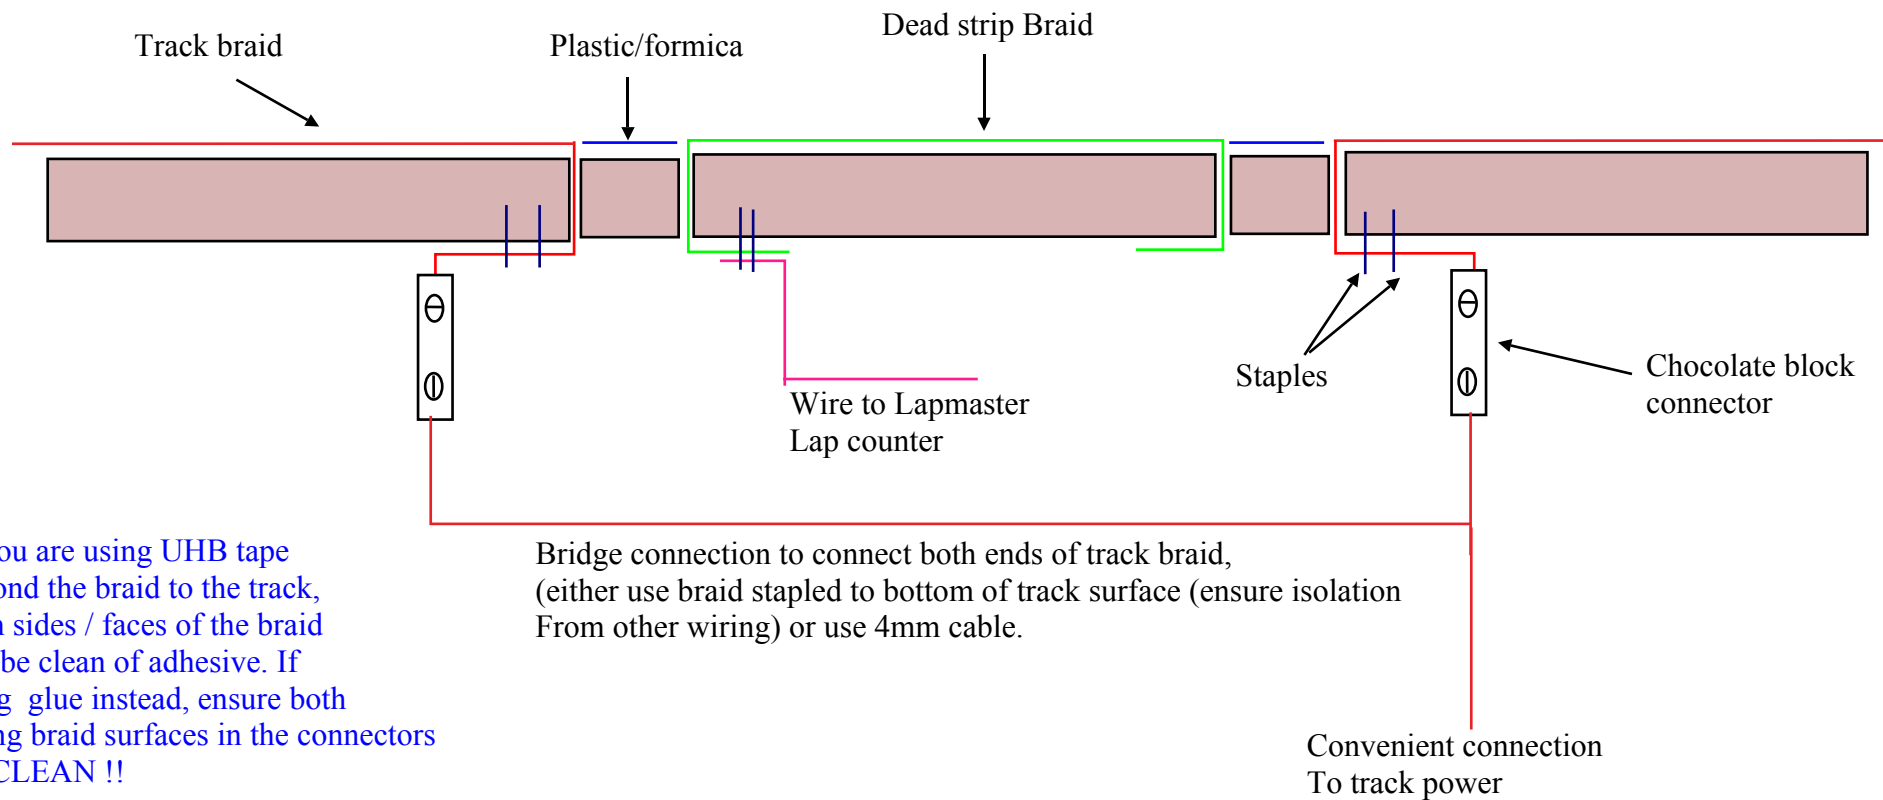 Dead strip Braid
Track braid
Plastic/formica
Staples
Chocolate block
connector
Wire to Lapmaster
Lap counter
ou are using UHB tape
ond the braid to the track,
sides / faces of the braid
be clean of adhesive. If
glue instead, ensure both
ng braid surfaces in the connectors
CLEAN !!
Bridge connection to connect both ends of track braid,
(either use braid stapled to bottom of track surface (ensure isolation
From other wiring) or use 4mm cable.
Convenient connection
To track power